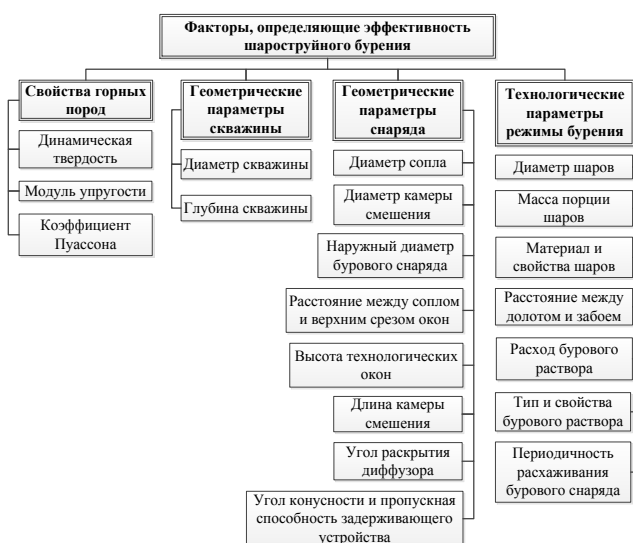 Факторы, определяющие эффективность
шароструйного бурения
Свойства горных
пород
Динамическая
твердость
Модуль упругости
Коэффициент
Пуассона
Геометрические
параметры
скважины
Диаметр скважины
Глубина скважины
Геометрические
параметры
снаряда
Диаметр сопла
Диаметр камеры
смешения
Наружный диаметр
бурового снаряда
Расстояние между соплом
и верхним срезом окон
Высота технологических
окон
Длина камеры
смешения
Угол раскрытия
диффузора
Угол конусности и пропускная
способность задерживающего
устройства
Технологические
параметры
режимы бурения
Диаметр шаров
Масса порции
шаров
Материал и
свойства шаров
Расстояние между
долотом и забоем
Расход бурового
раствора
Тип и свойства
бурового раствора
Периодичность
расхаживания
бурового снаряда